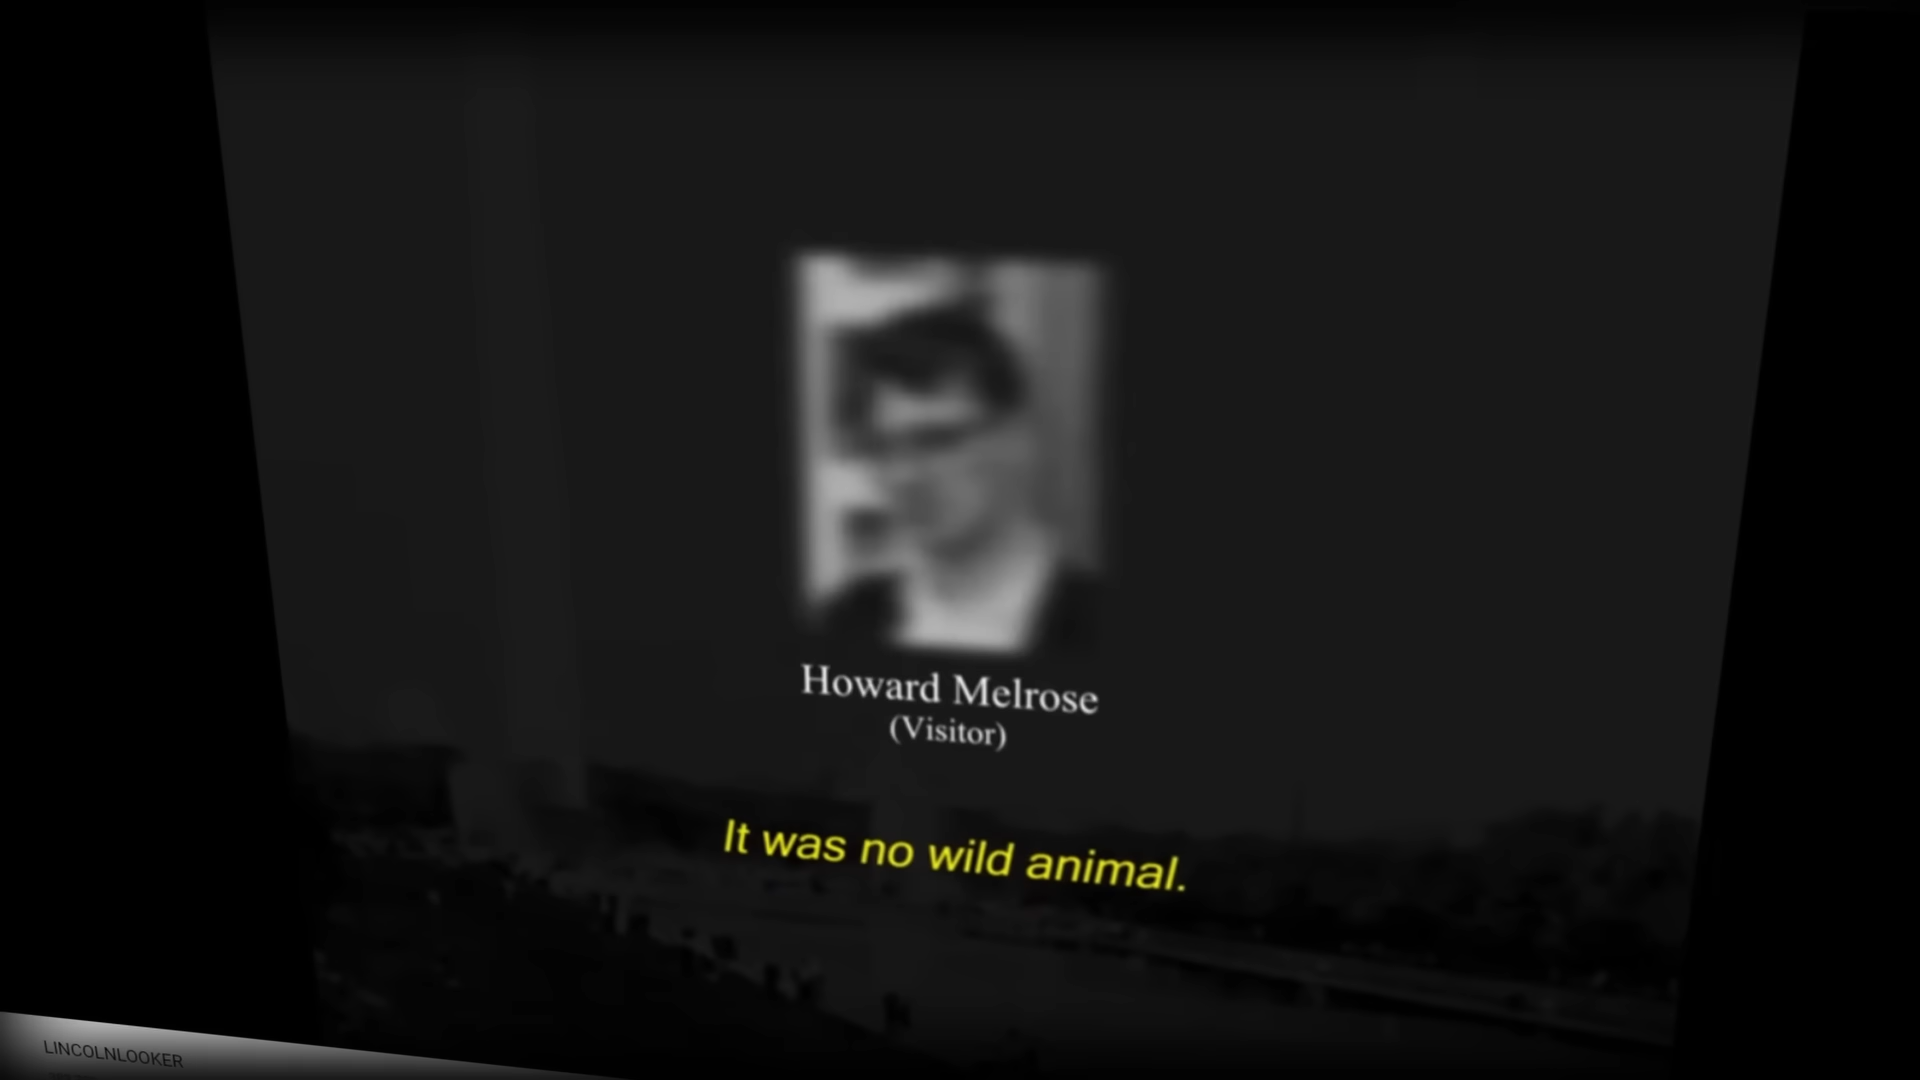 Howard Melrose
(Visitor)
It was no wild animal.
LINCOLNLOOKER